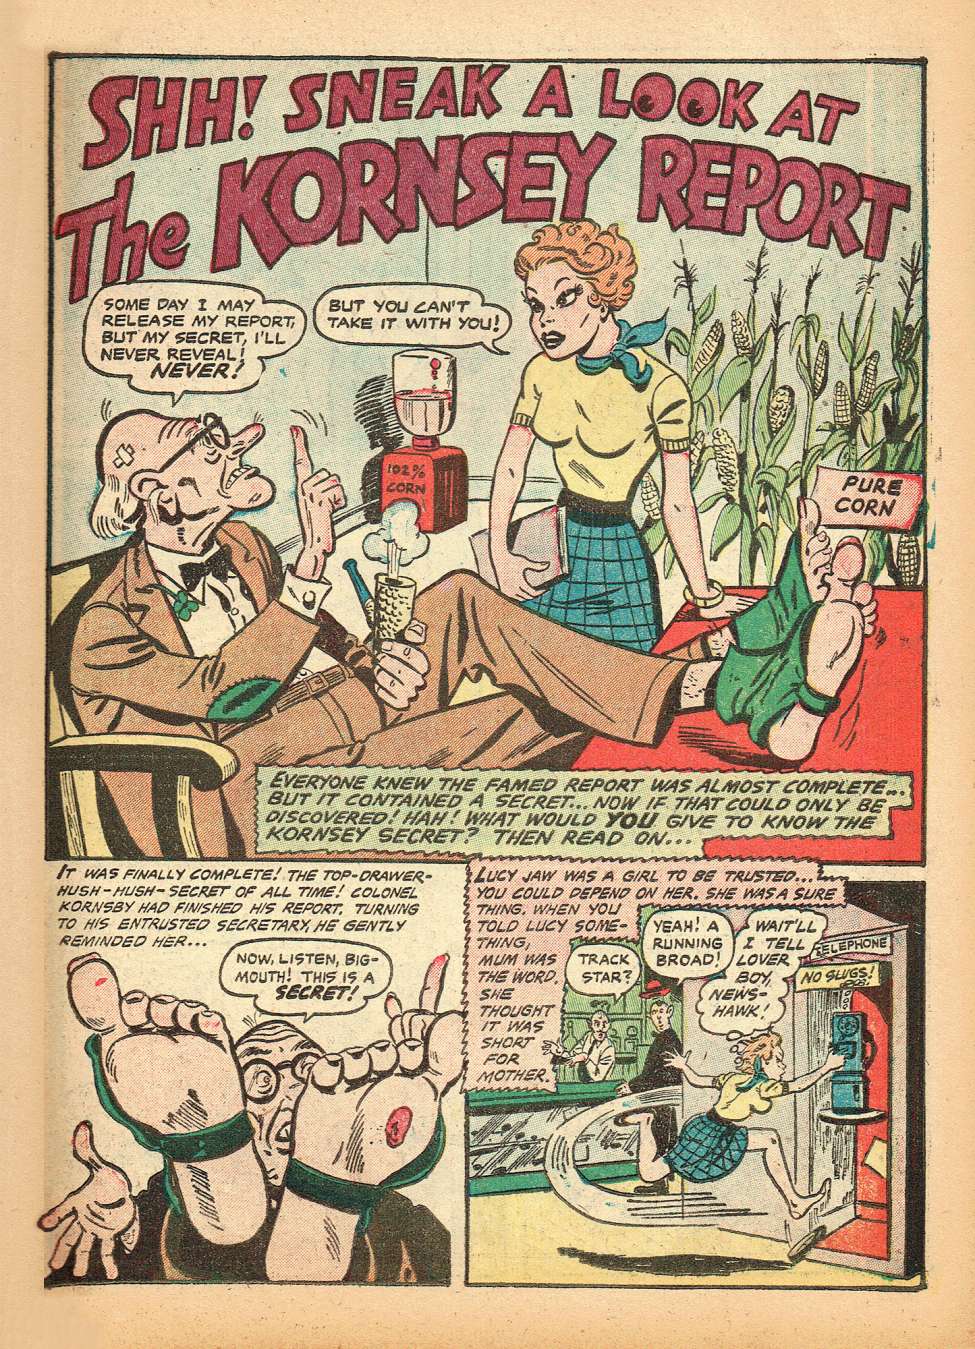 SHH! SNEAK A LOOK AT
The KORNSEY REPORT
SOME DAY I MAY
RELEASE MY REPORT,
BUT MY SECRET, I'LL
NEVER REVEAL!
NEVER!
BUT YOU CAN'T
TAKE IT WITH YOU!
102%
CORN
PURE
CORN
EVERYONE KNEW THE FAMED REPORT WAS ALMOST COMPLETE...
BUT IT CONTAINED A SECRET... NOW IF THAT COULD ONLY BE
DISCOVERED! HAH! WHAT WOULD YOU GIVE TO KNOW THE
KORNSEY SECRET? THEN READ ON...
IT WAS FINALLY COMPLETE! THE TOP-DRAWER-
HUSH-HUSH-SECRET OF ALL TIME! COLONEL
KORNSBY HAD FINISHED HIS REPORT. TURNING
TO HIS ENTRUSTED SECRETARY, HE GENTLY
REMINDED HER...
NOW, LISTEN, BIG-
MOUTH! THIS IS A
SECRET!
LUCY JAW WAS A GIRL TO BE TRUSTED...
YOU COULD DEPEND ON HER. SHE WAS A SURE
THING. WHEN YOU
TOLD LUCY SOME-
THING,
MUM WAS
THE WORD.
SHE
THOUGHT
IT WAS
SHORT
FOR
MOTHER.
TRACK
STAR?
YEAH! A
RUNNING
BROAD!
WAIT'LL
I TELL
LOVER
BOY,
NEWS-
HAWK!
TELEPHONE
NO SLUGS!